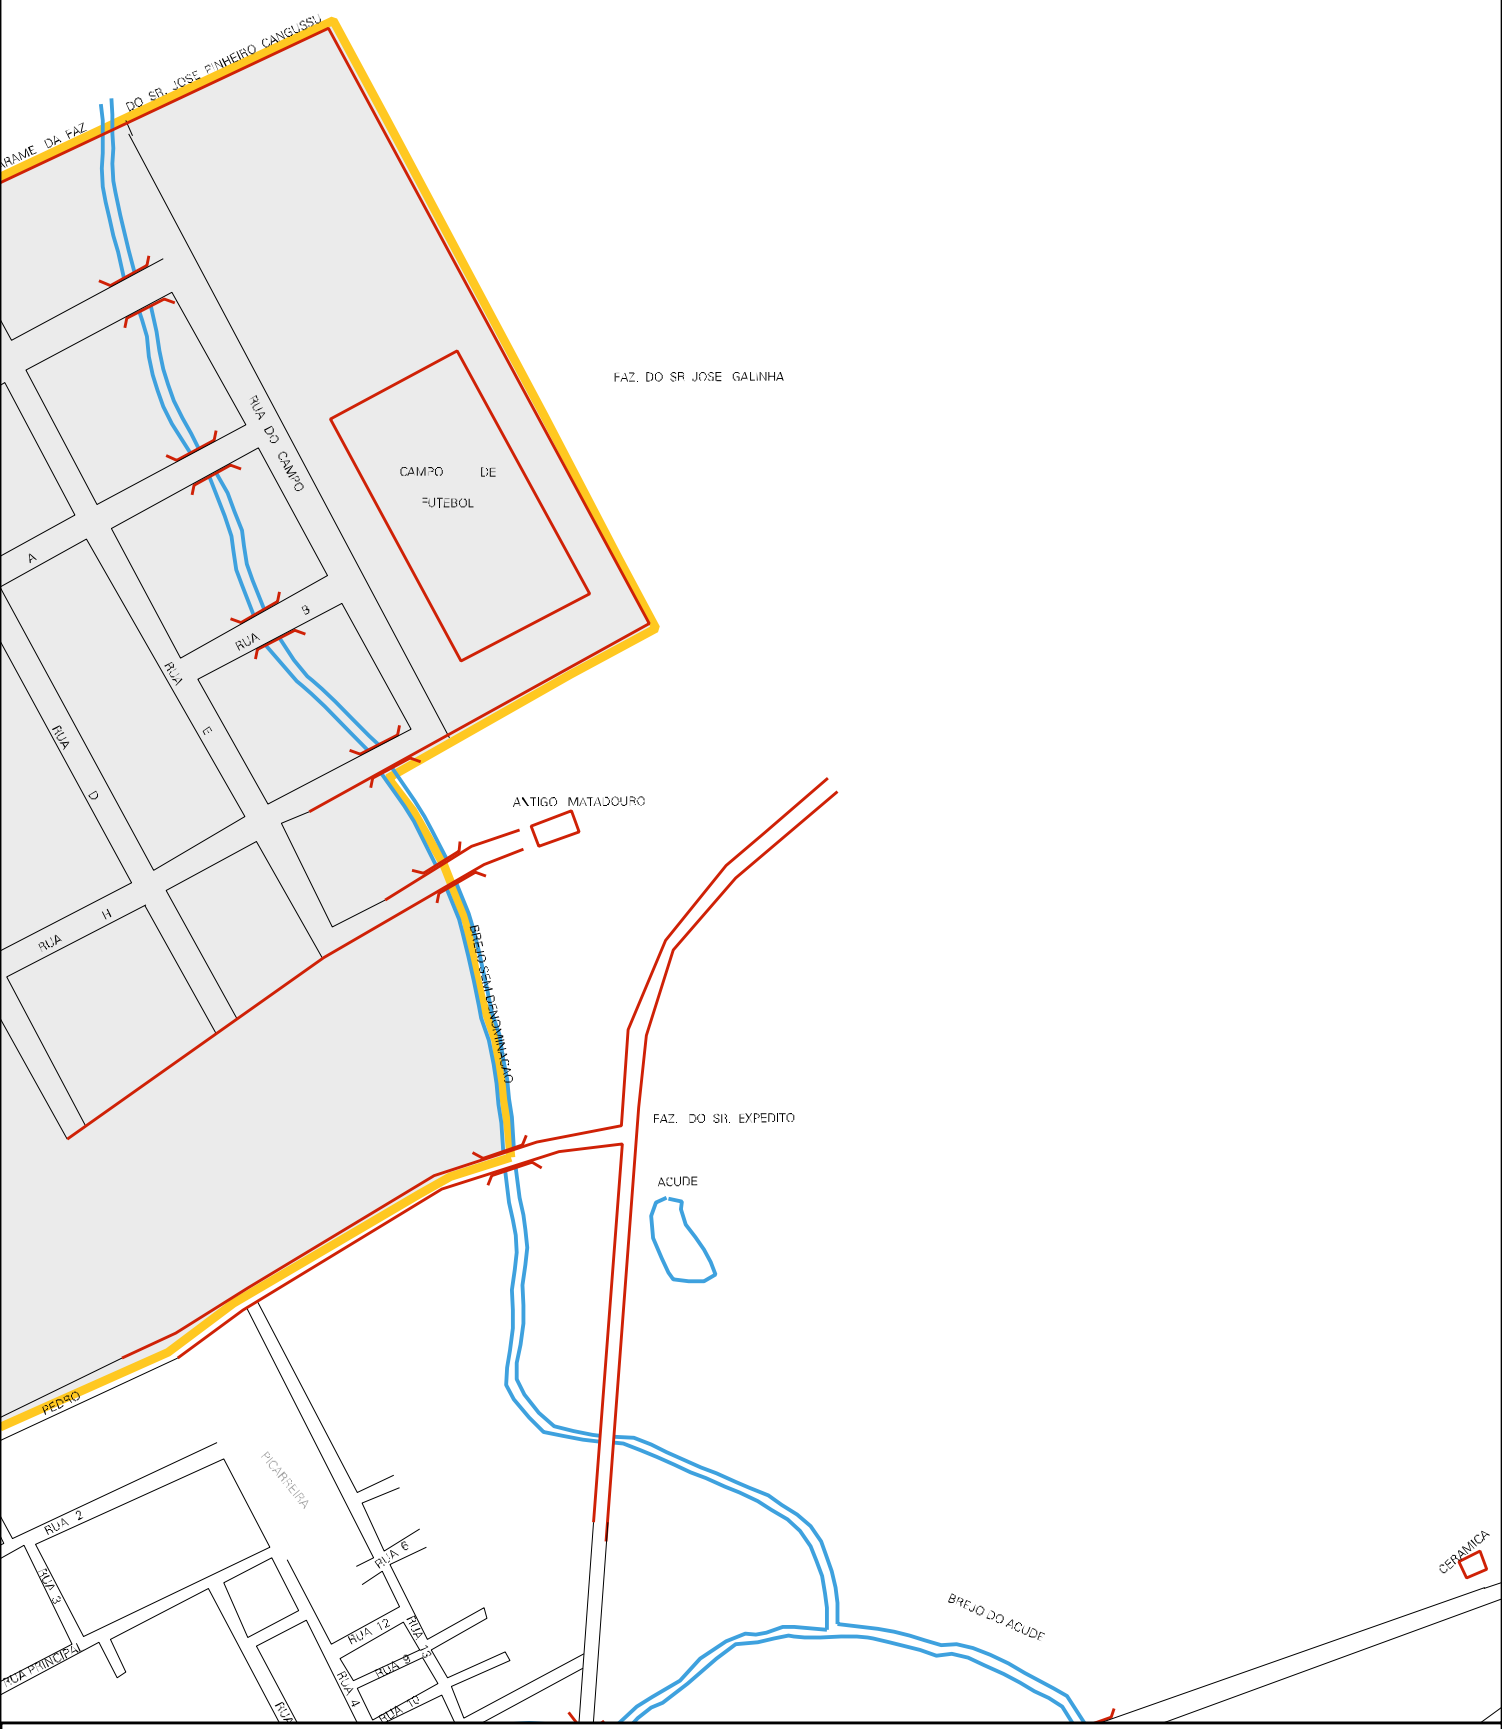 DO SR. JOSE PINHEIRO CANGUSSU
ARAME DA FAZ
FAZ. DO SR JOSE GALINHA
RUA DO CAMPO
CAMPO DE
FUTEBOL
A
RUA B
RUA E
RUA D
ANTIGO MATADOURO
RUA H
BREJO SEM DENOMINACAO
FAZ. DO SR. EXPEDITO
ACUDE
PEDRO
PICARREIRA
RUA 2
RUA 6
RUA 3
CERAMICA
BREJO DO ACUDE
RUA 12
RUA 13
RUA PRINCIPAL
RUA 9
RUA 4
RUA 10
RUA